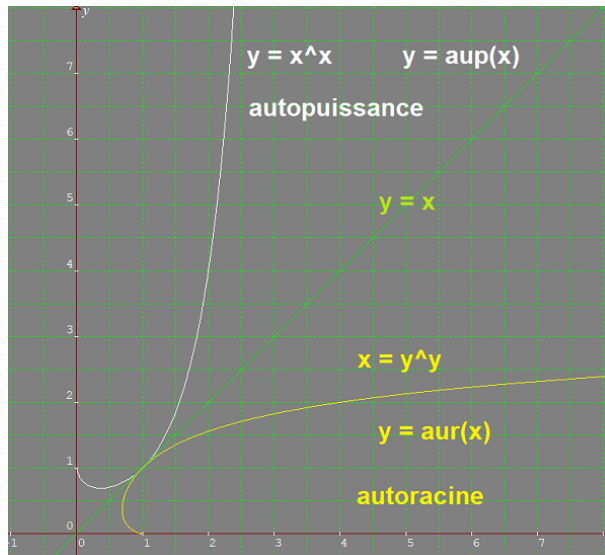 y
y = x^x y = aup(x)
7
autopuissance
6
5
y = x
4
3
x = y^y
2
y = aur(x)
1
autoracine
0
-1 0 1 2 3 4 5 6 7